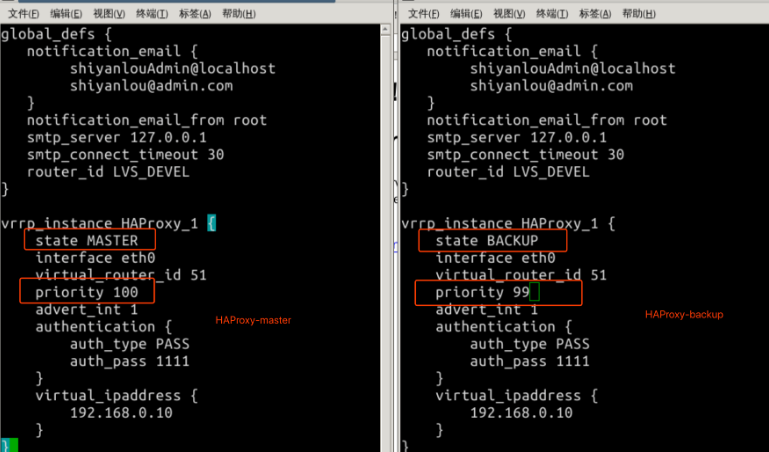 文件(F) 编辑(E) 视图(V) 终端(T) 标签(A) 帮助(H)
global_defs {
notification_email {
shiyanlouAdmin@localhost
shiyanlou@admin.com
}
notification_email_from root
smtp_server 127.0.0.1
smtp_connect_timeout 30
router_id LVS_DEVEL
}
vrrp_instance HAProxy_1 {
state MASTER
interface eth0
virtual_router_id 51
priority 100
advert_int 1
authentication {
auth_type PASS
auth_pass 1111
}
virtual_ipaddress {
192.168.0.10
}
}
HAProxy-master
文件(F) 编辑(E) 视图(V) 终端(T) 标签(A) 帮助(H)
global_defs {
notification_email {
shiyanlouAdmin@localhost
shiyanlou@admin.com
}
notification_email_from root
smtp_server 127.0.0.1
smtp_connect_timeout 30
router_id LVS_DEVEL
}
vrrp_instance HAProxy_1 {
state BACKUP
interface eth0
virtual_router_id 51
priority 99
advert_int 1
authentication {
auth_type PASS
auth_pass 1111
}
virtual_ipaddress {
192.168.0.10
}
}
HAProxy-backup